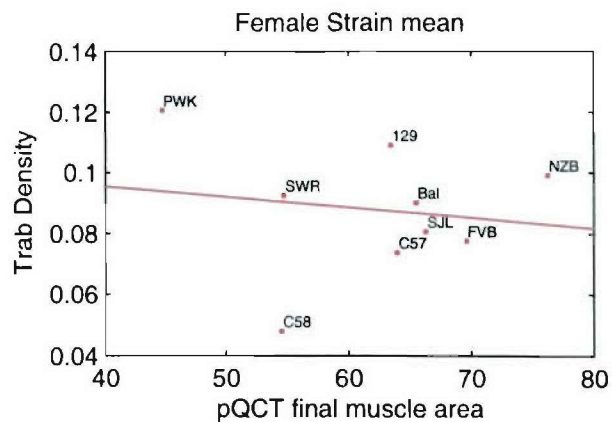 Female Strain mean
0.14
PWK
0.12
129
NZB
0.1
SWR
Bal
SJL
FVB
0.08
C57
0.06
C58
0.04
40
50
60
70
80
Trab Density
pQCT final muscle area